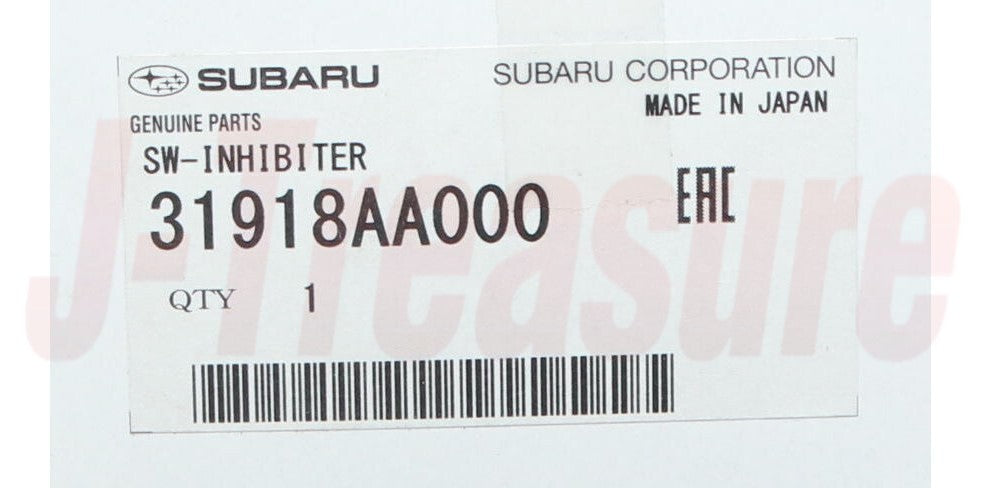 SUBARU
SUBARU CORPORATION
MADE IN JAPAN
GENUINE PARTS
SW-INHIBITER
31918AA000
EAC
QTY 1
J-Treasure